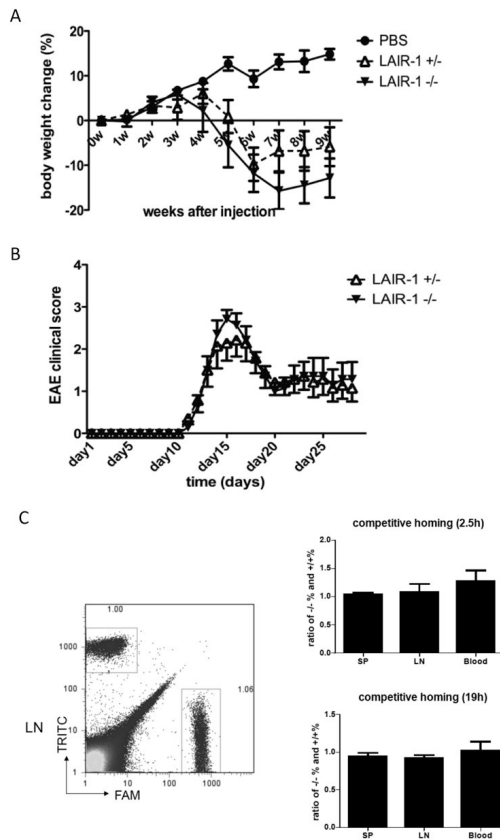 A
body weight change (%)
20
10
0
-10
-20
0w 1w 2w 3w 4w 5w 6w 7w 8w 9w
weeks after injection
PBS
LAIR-1 +/-
LAIR-1 -/-
B
EAE clinical score
4
3
2
1
0
day1 day5 day10 day15 day20 day25
time (days)
LAIR-1 +/-
LAIR-1 -/-
C
LN
TRITC
FAM
1000
100
10
1
1 10 100 1000
1.00
1.06
competitive homing (2.5h)
ratio of -/- % and +/+%
2.0
1.5
1.0
0.5
0.0
SP LN Blood
competitive homing (19h)
ratio of -/- % and +/+%
1.5
1.0
0.5
0.0
SP LN Blood